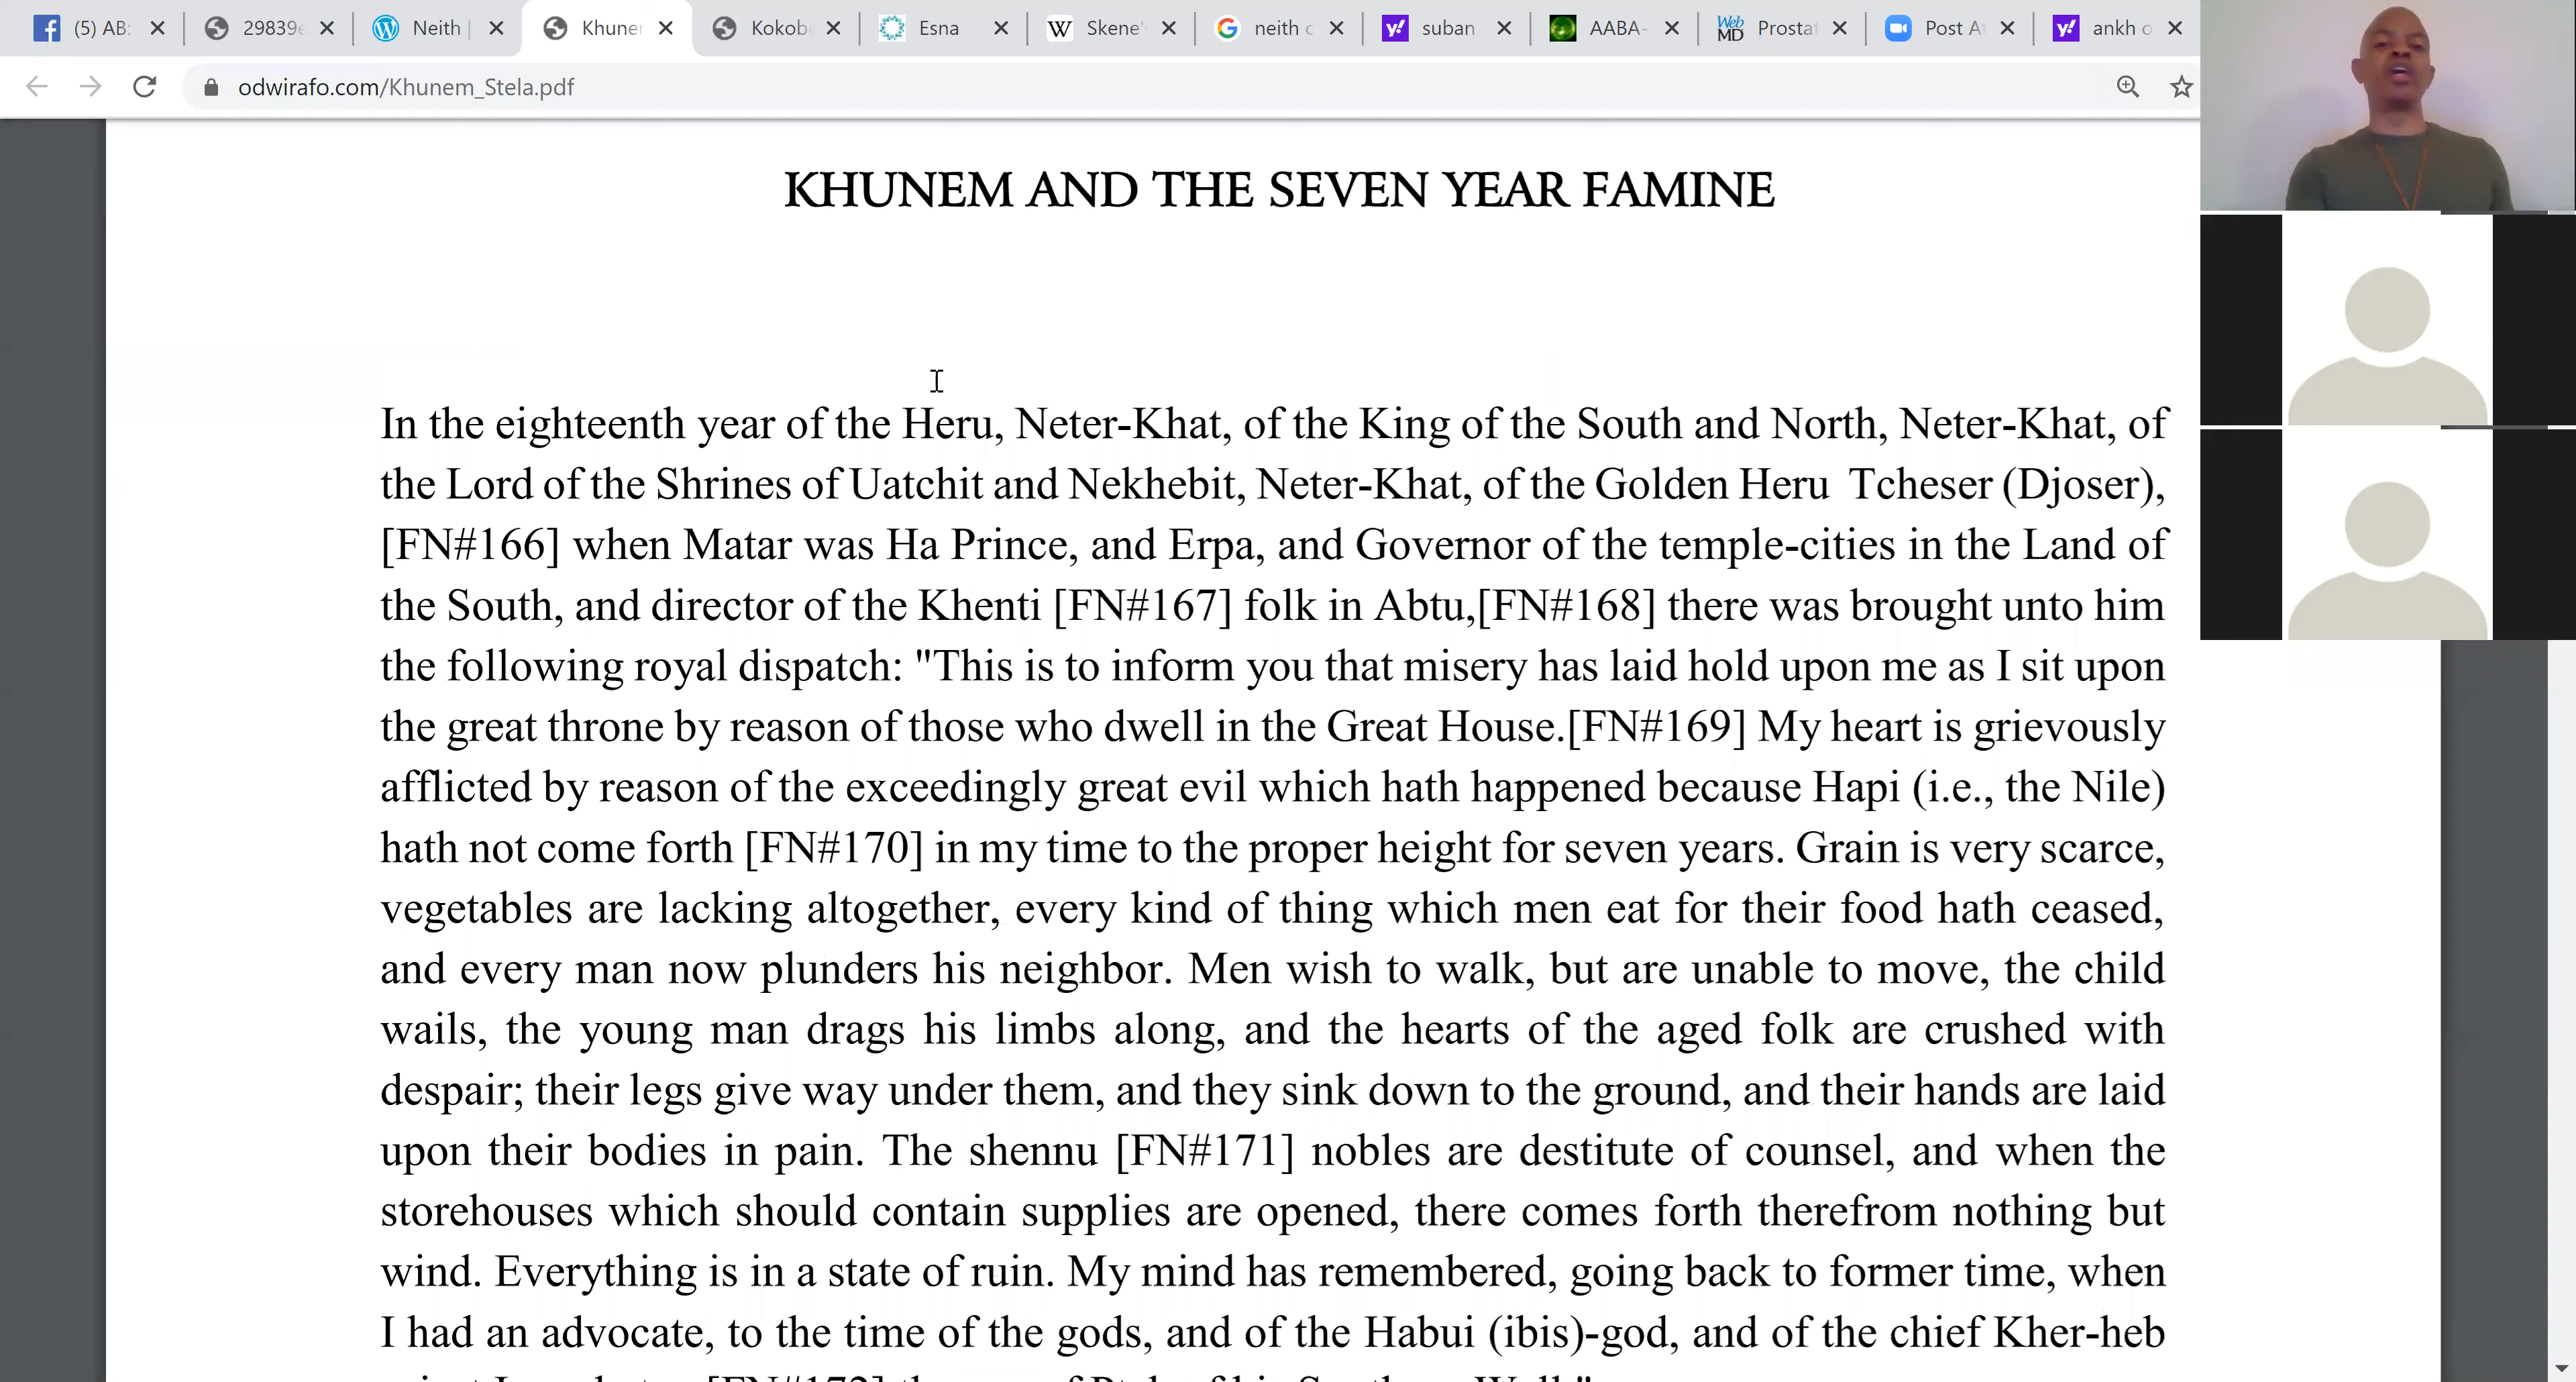 (5) AB:
29839e
Neith |
Khuner
Kokob
Esna
Skene'
neith c
suban
AABA-
Web
MD
Prostat
Post A
ankh o
odwirafo.com/Khunem_Stela.pdf
KHUNEM AND THE SEVEN YEAR FAMINE
In the eighteenth year of the Heru, Neter-Khat, of the King of the South and North, Neter-Khat, of
the Lord of the Shrines of Uatchit and Nekhebit, Neter-Khat, of the Golden Heru Tcheser (Djoser),
[FN#166] when Matar was Ha Prince, and Erpa, and Governor of the temple-cities in the Land of
the South, and director of the Khenti [FN#167] folk in Abtu,[FN#168] there was brought unto him
the following royal dispatch: "This is to inform you that misery has laid hold upon me as I sit upon
the great throne by reason of those who dwell in the Great House.[FN#169] My heart is grievously
afflicted by reason of the exceedingly great evil which hath happened because Hapi (i.e., the Nile)
hath not come forth [FN#170] in my time to the proper height for seven years. Grain is very scarce,
vegetables are lacking altogether, every kind of thing which men eat for their food hath ceased,
and every man now plunders his neighbor. Men wish to walk, but are unable to move, the child
wails, the young man drags his limbs along, and the hearts of the aged folk are crushed with
despair; their legs give way under them, and they sink down to the ground, and their hands are laid
upon their bodies in pain. The shennu [FN#171] nobles are destitute of counsel, and when the
storehouses which should contain supplies are opened, there comes forth therefrom nothing but
wind. Everything is in a state of ruin. My mind has remembered, going back to former time, when
I had an advocate, to the time of the gods, and of the Habui (ibis)-god, and of the chief Kher-heb